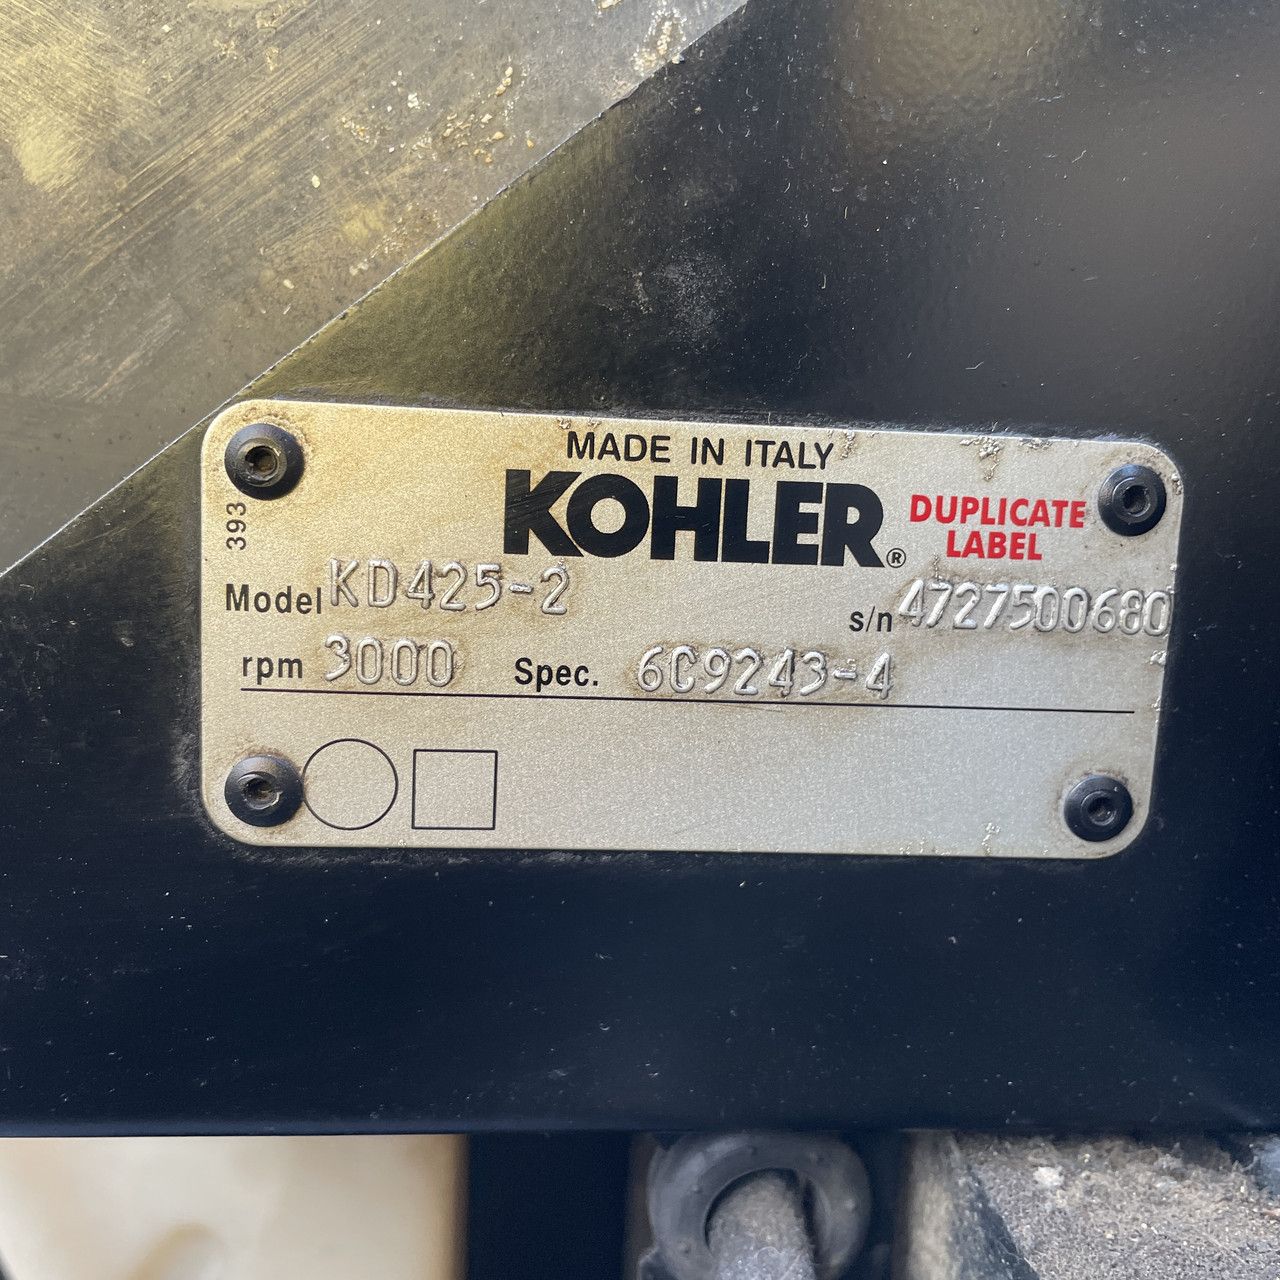 MADE IN ITALY
KOHLER®
DUPLICATE
LABEL
393
Model KD425-2
s/n 4727500680
rpm 3000 Spec. 6C9243-4